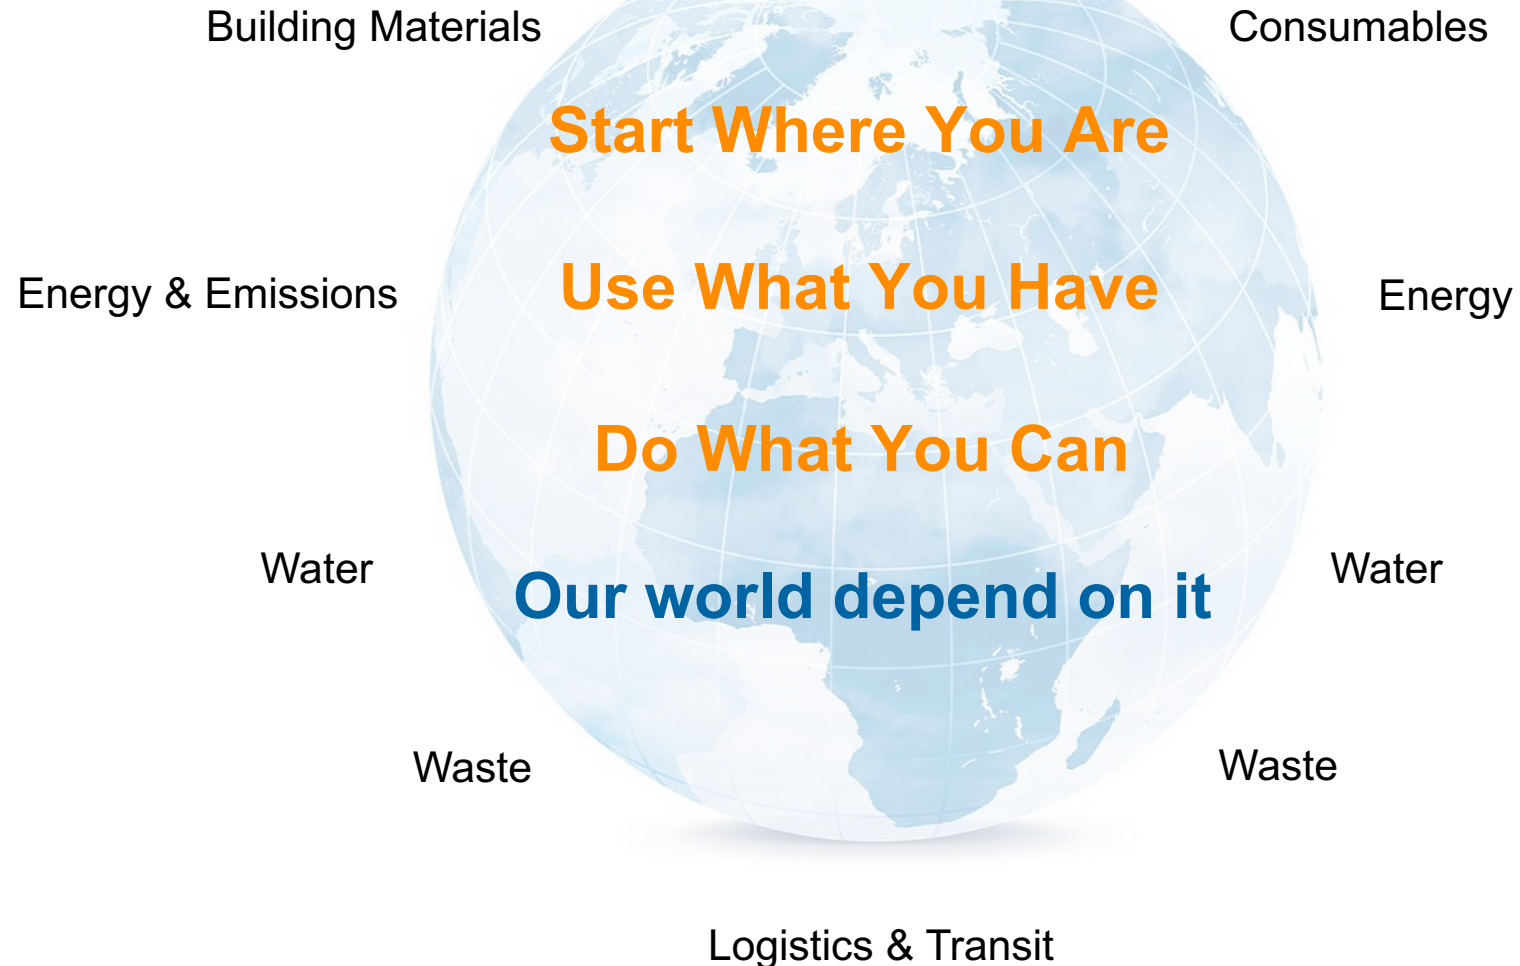 Building Materials
Consumables
Start Where You Are
Energy & Emissions
Use What You Have
Energy
Do What You Can
Water
Our world depend on it
Water
Waste
Waste
Logistics & Transit